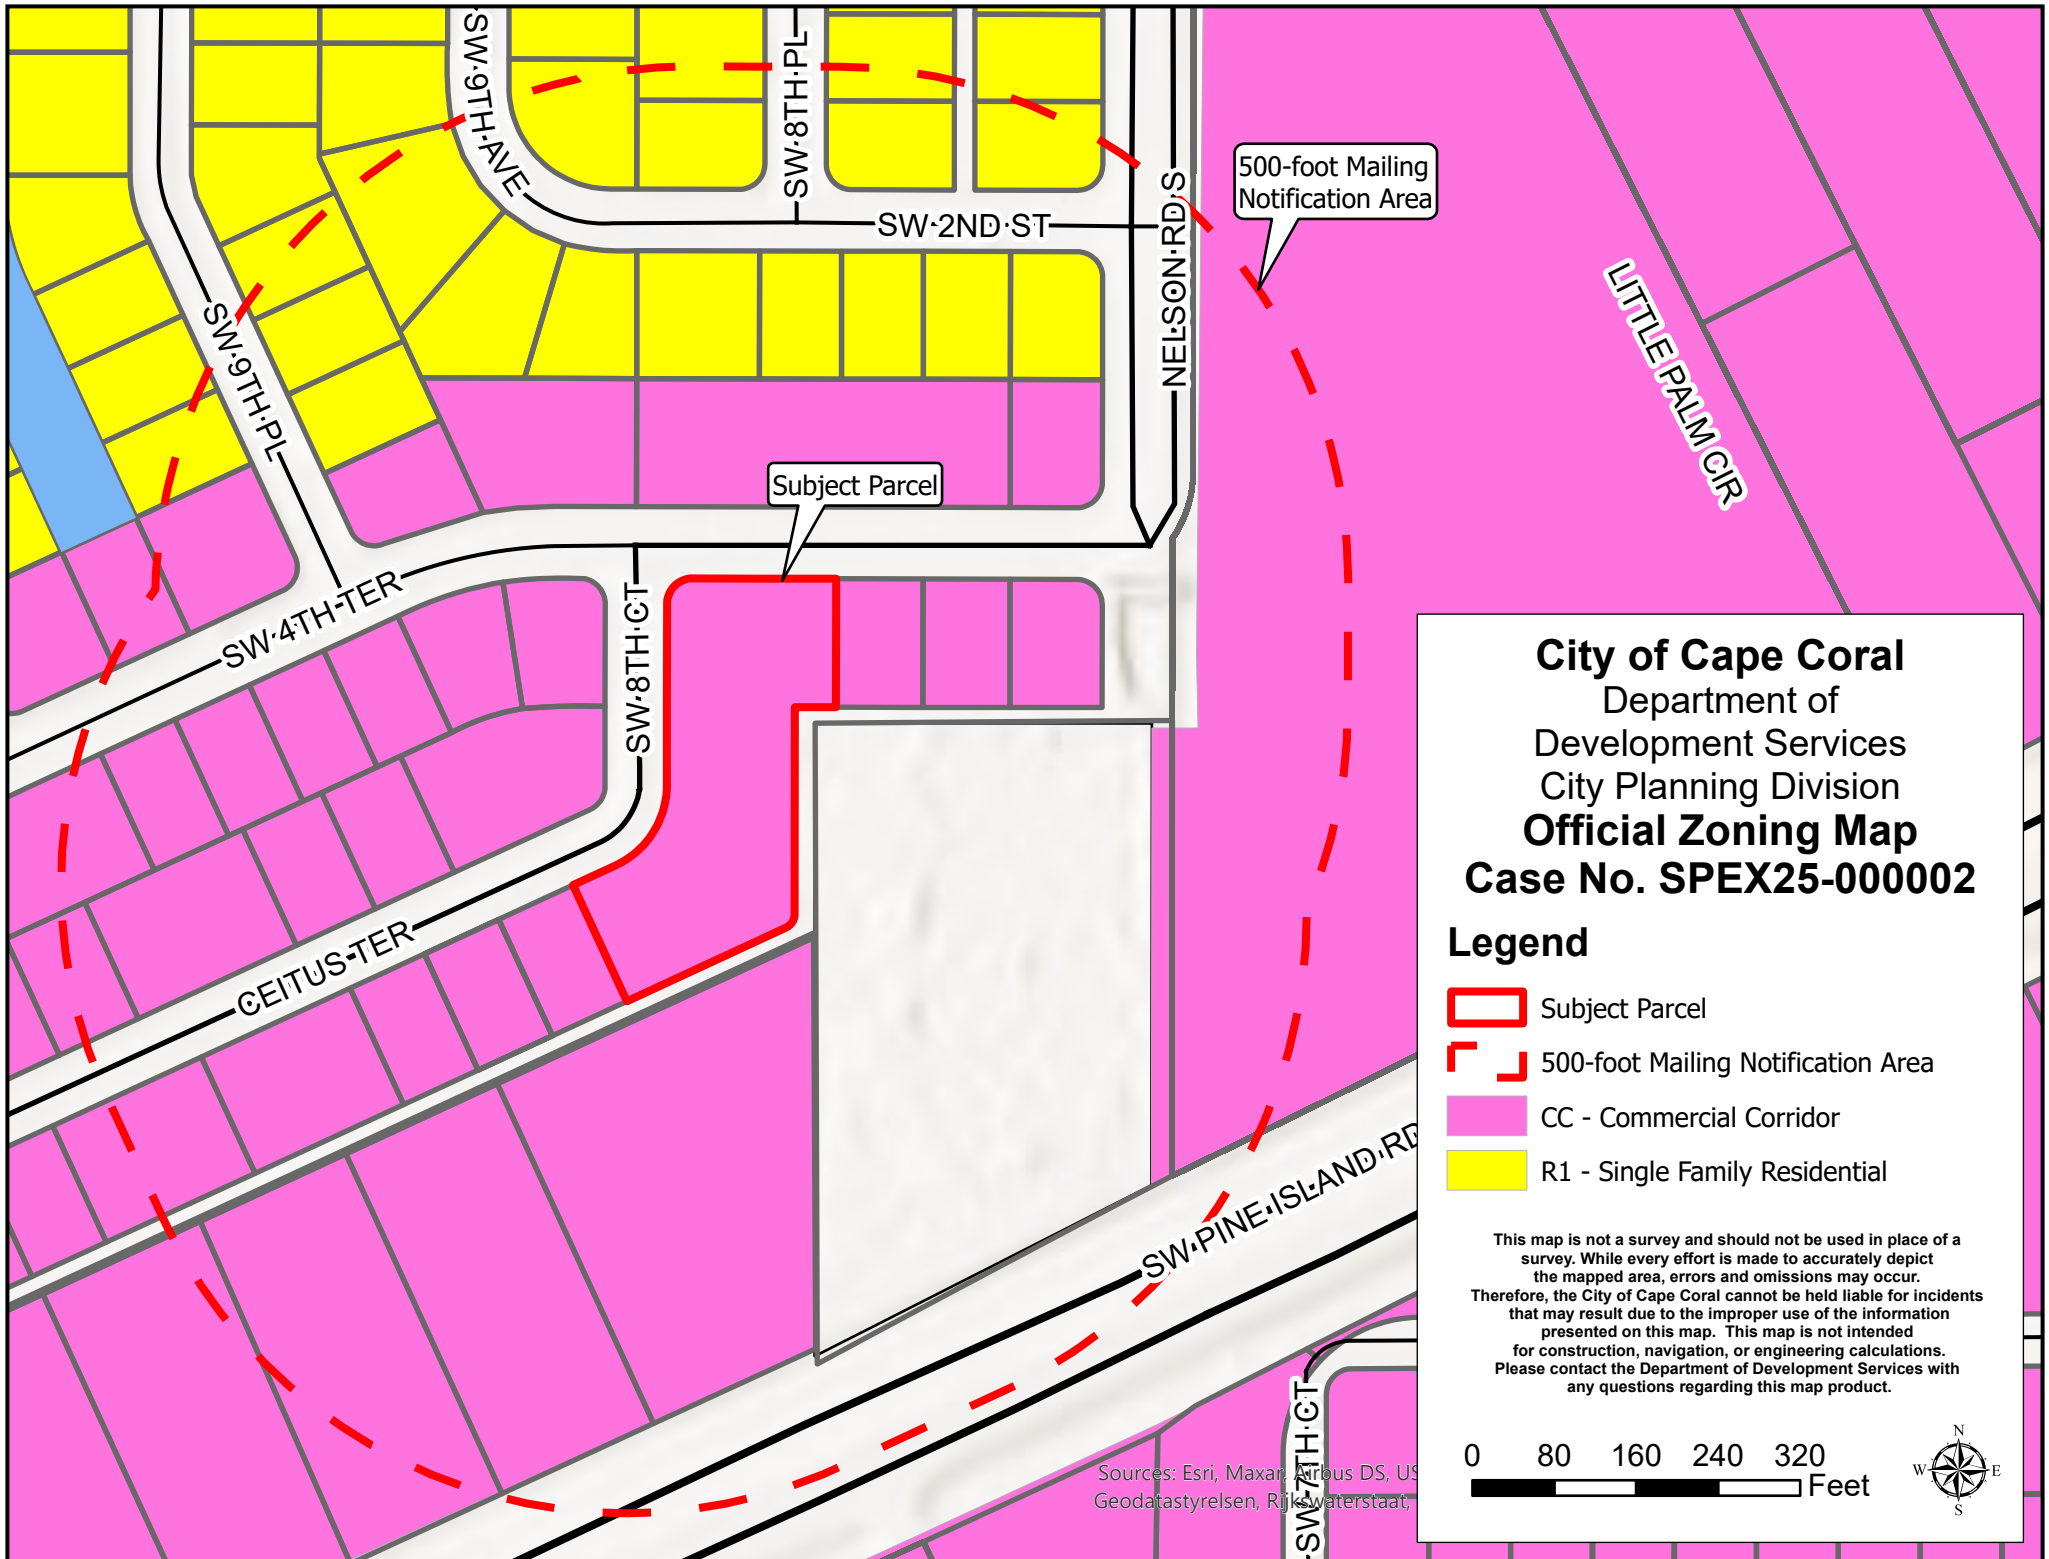 SW 9TH AVE
SW 8TH PL
SW 2ND ST
NELSON RD S
500-foot Mailing
Notification Area
LITTLE PALM CIR
SW 9TH PL
Subject Parcel
SW 4TH TER
SW 8TH CT
CEITUS TER
SW PINE ISLAND RD
SW 7TH CT
Sources: Esri, Maxar, Airbus DS, US
Geodatastyrelsen, Rijkswaterstaat,
City of Cape Coral
Department of
Development Services
City Planning Division
Official Zoning Map
Case No. SPEX25-000002
Legend
Subject Parcel
500-foot Mailing Notification Area
CC - Commercial Corridor
R1 - Single Family Residential
This map is not a survey and should not be used in place of a
survey. While every effort is made to accurately depict
the mapped area, errors and omissions may occur.
Therefore, the City of Cape Coral cannot be held liable for incidents
that may result due to the improper use of the information
presented on this map. This map is not intended
for construction, navigation, or engineering calculations.
Please contact the Department of Development Services with
any questions regarding this map product.
0 80 160 240 320
Feet
N
W E
S